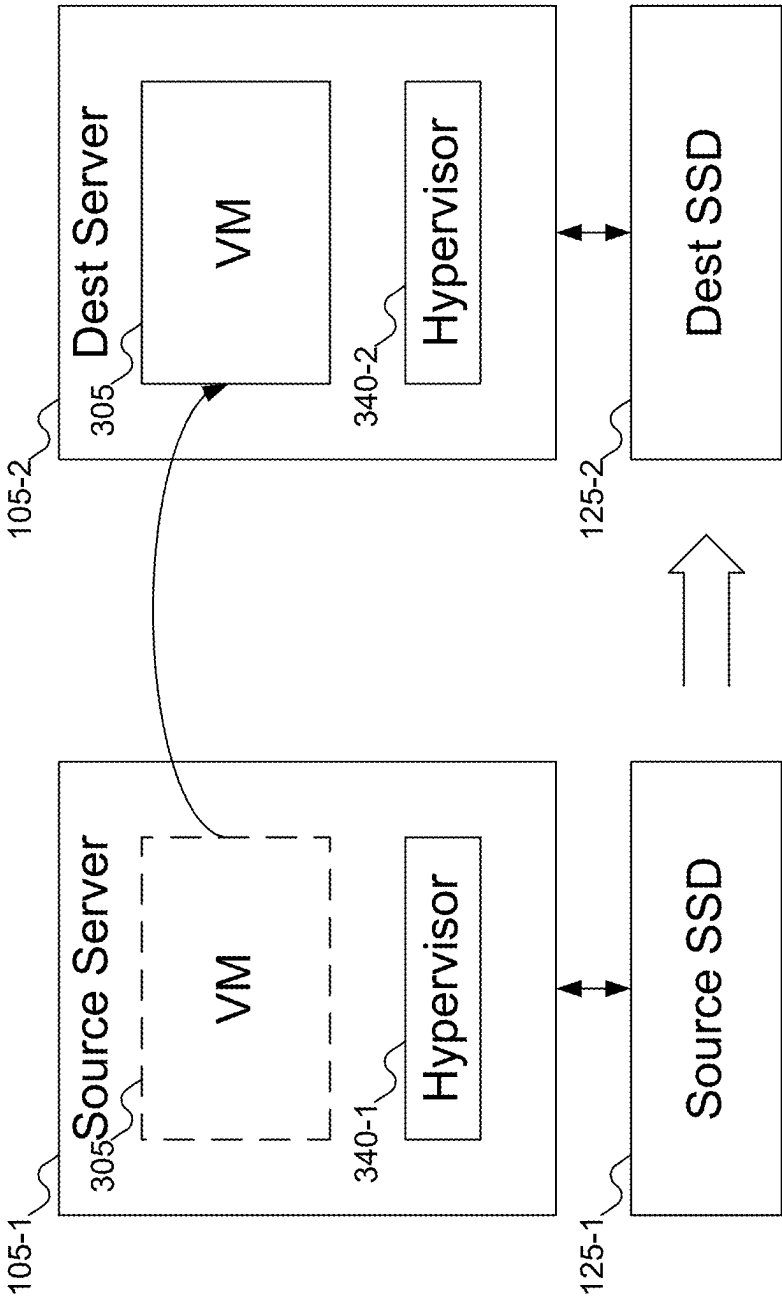 105-1
Source Server
305
VM
340-1
Hypervisor
125-1
Source SSD
105-2
Dest Server
305
VM
340-2
Hypervisor
125-2
Dest SSD